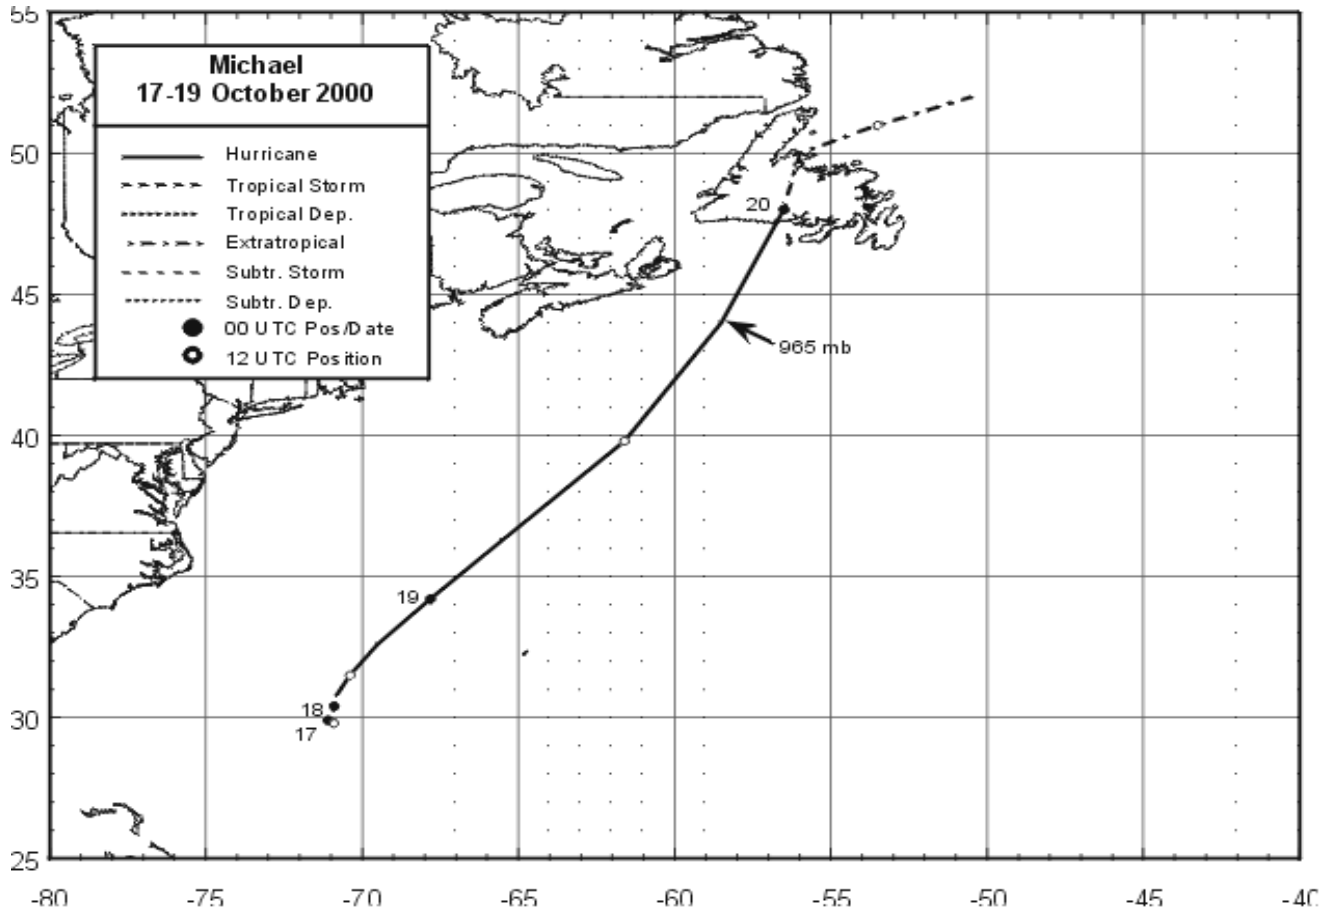 55
Michael
17-19 October 2000
Hurricane
Tropical Storm
Tropical Dep.
Extratropical
Subtr. Storm
Subtr. Dep.
00 UTC Pos/Date
12 UTC Position
50
20
45
965 mb
40
35
19
30
18
17
25
-80
-75
-70
-65
-60
-55
-50
-45
-40